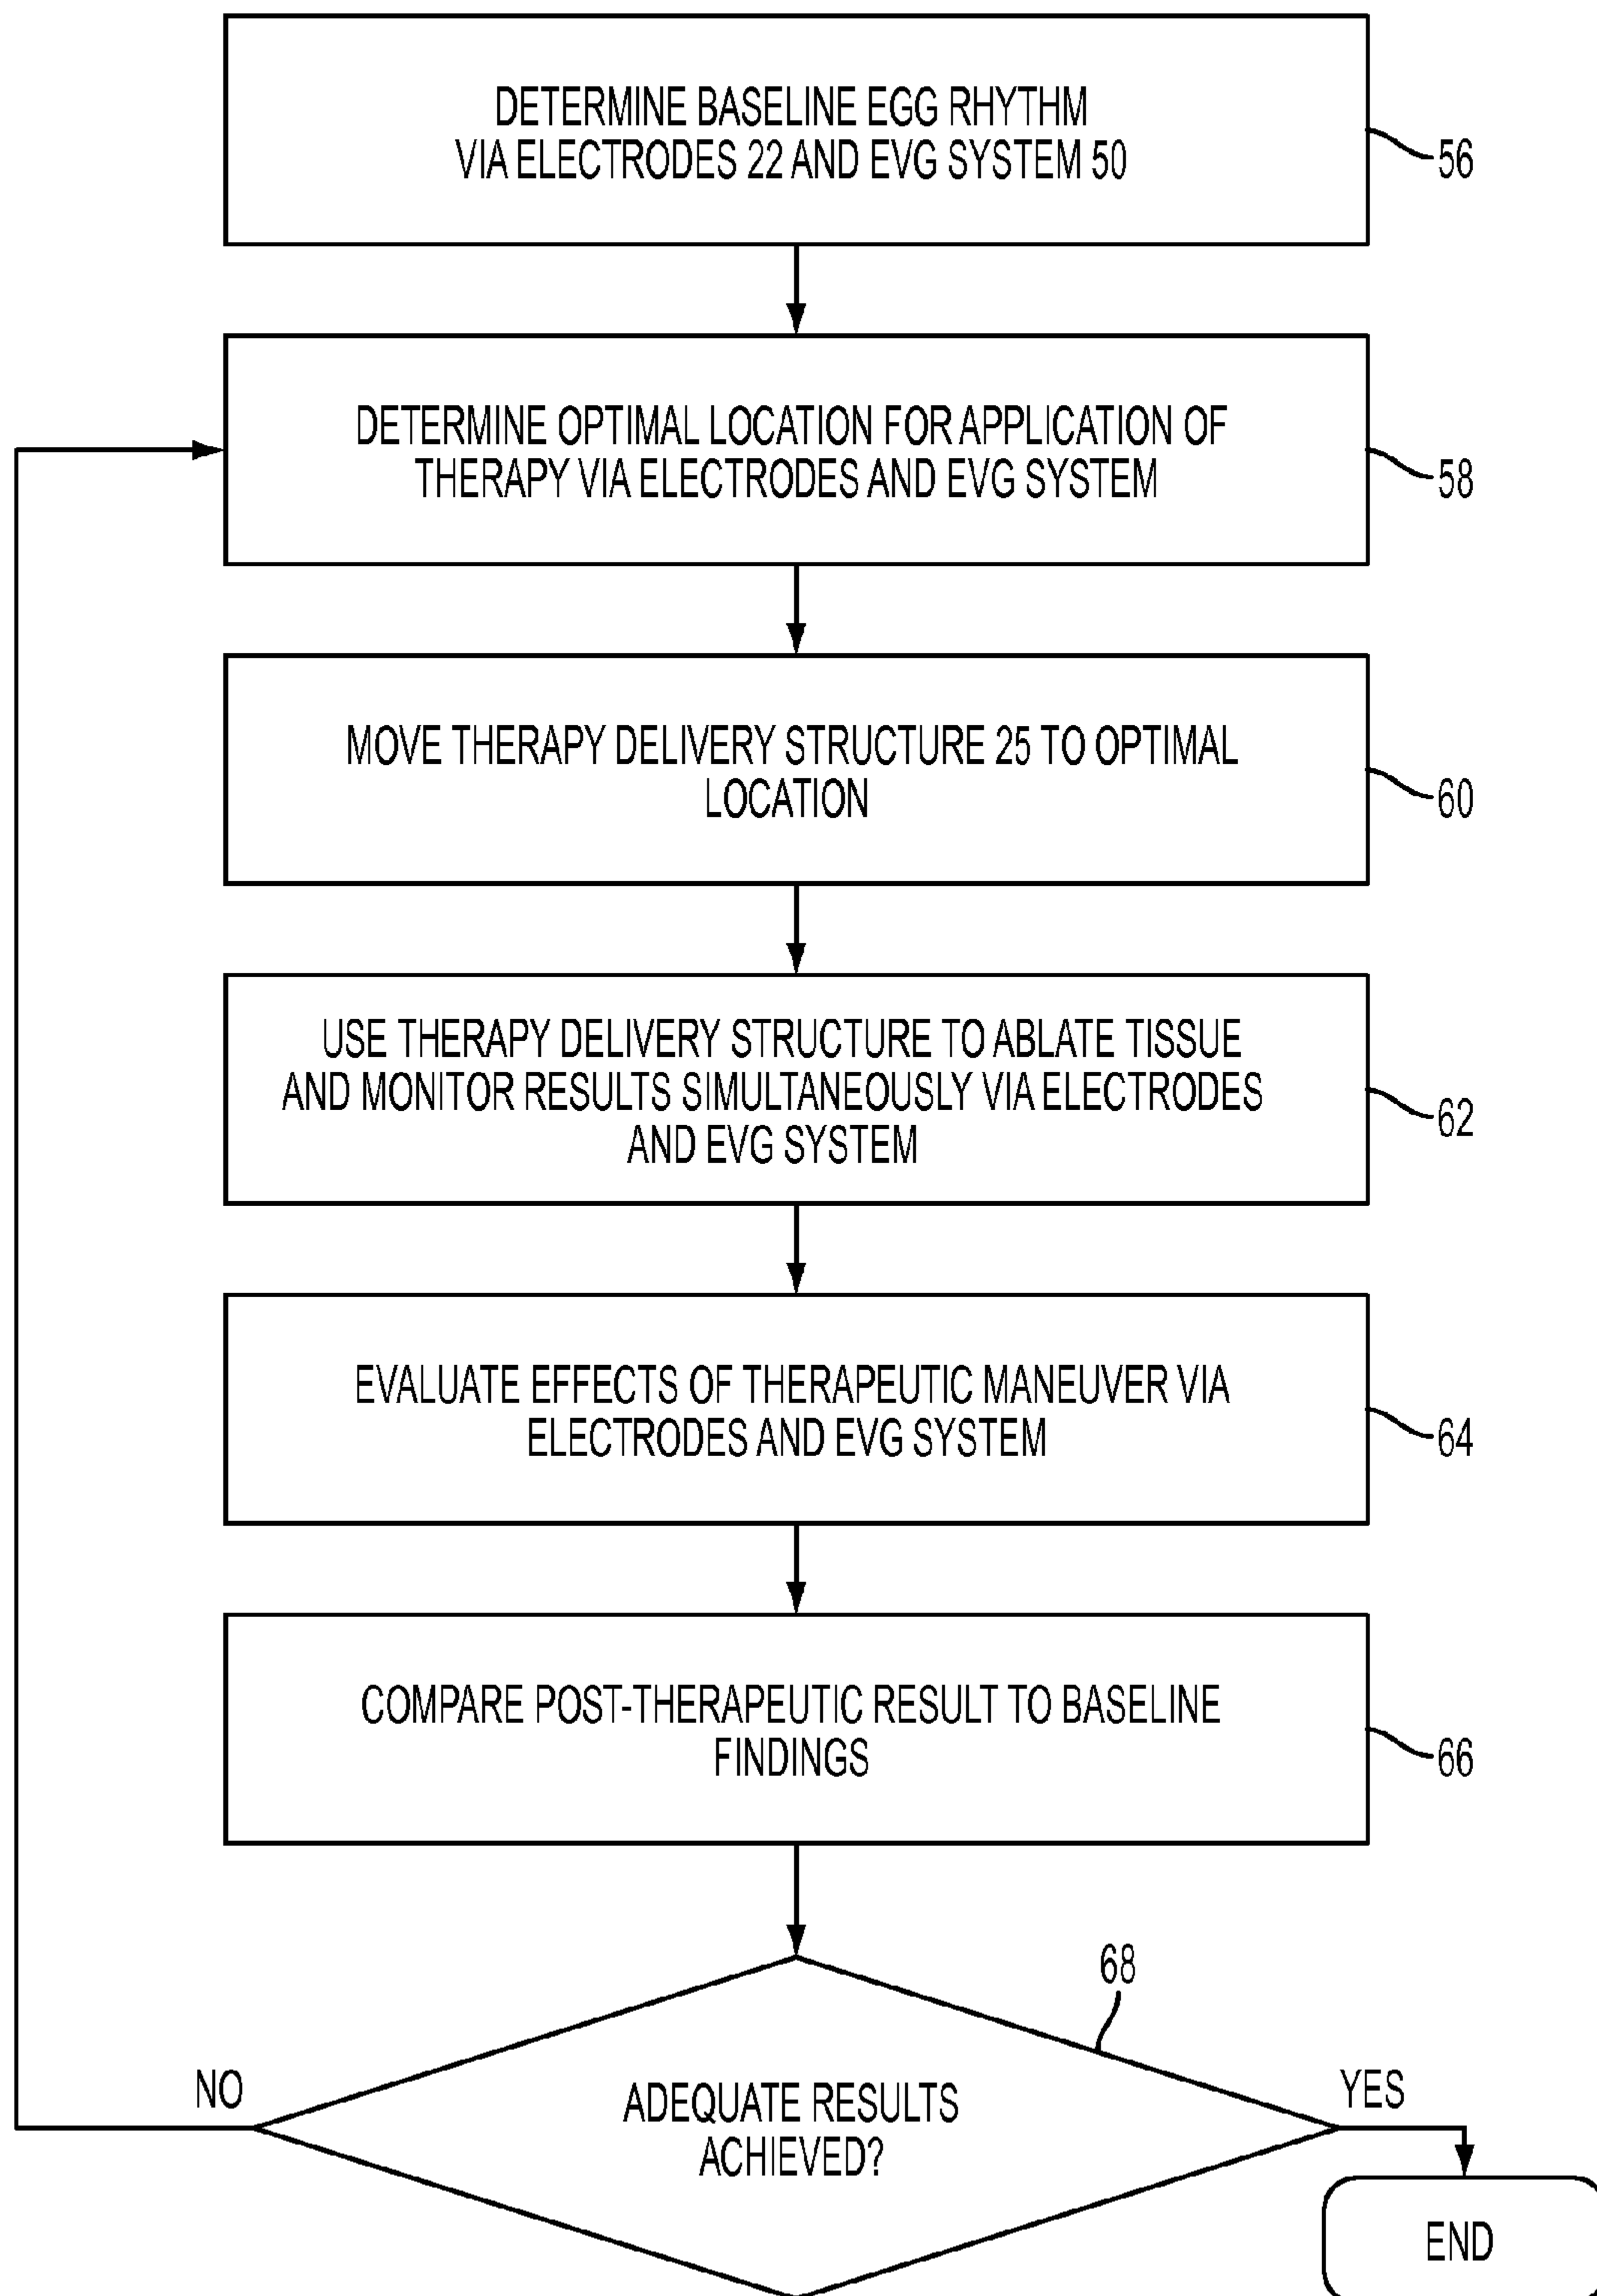 DETERMINE BASELINE EGG RHYTHM
VIA ELECTRODES 22 AND EVG SYSTEM 50
56
DETERMINE OPTIMAL LOCATION FOR APPLICATION OF
THERAPY VIA ELECTRODES AND EVG SYSTEM
58
MOVE THERAPY DELIVERY STRUCTURE 25 TO OPTIMAL
LOCATION
60
USE THERAPY DELIVERY STRUCTURE TO ABLATE TISSUE
AND MONITOR RESULTS SIMULTANEOUSLY VIA ELECTRODES
AND EVG SYSTEM
62
EVALUATE EFFECTS OF THERAPEUTIC MANEUVER VIA
ELECTRODES AND EVG SYSTEM
64
COMPARE POST-THERAPEUTIC RESULT TO BASELINE
FINDINGS
66
68
NO
ADEQUATE RESULTS
ACHIEVED?
YES
END